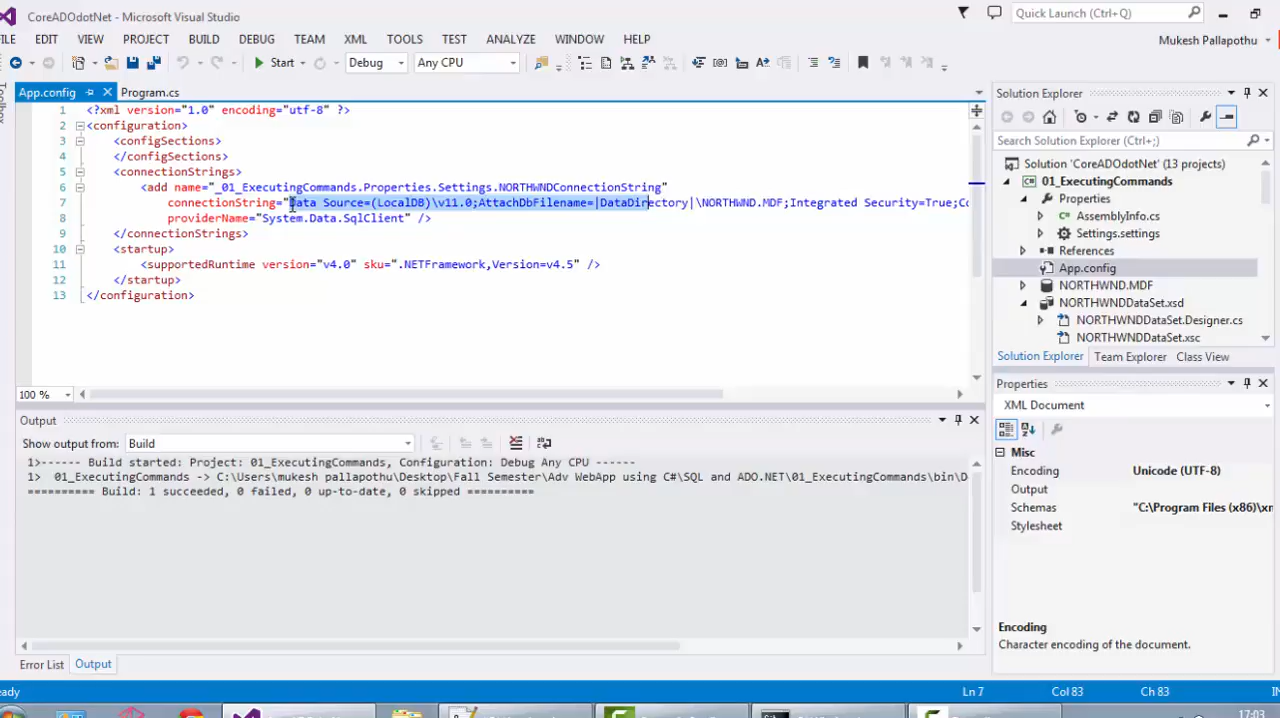 CoreADOdotNet - Microsoft Visual Studio
Quick Launch (Ctrl+;)
FILE EDIT VIEW PROJECT BUILD DEBUG TEAM XML TOOLS TEST ANALYZE WINDOW HELP
Mukesh Pallapothu
Start Debug Any CPU
Toolbox
App.config Program.cs
1 <?xml version="1.0" encoding="utf-8" ?>
2 <configuration>
3 <configSections>
4 </configSections>
5 <connectionStrings>
6 <add name="_01_ExecutingCommands.Properties.Settings.NORTHWNDConnectionString"
7 connectionString="Data Source=(LocalDB)\v11.0;AttachDbFilename=|DataDirectory|\NORTHWND.MDF;Integrated Security=True;Co
8 providerName="System.Data.SqlClient" />
9 </connectionStrings>
10 <startup>
11 <supportedRuntime version="v4.0" sku=".NETFramework,Version=v4.5" />
12 </startup>
13 </configuration>
100 %
Output
Show output from: Build
1>------ Build started: Project: 01_ExecutingCommands, Configuration: Debug Any CPU ------
1> 01_ExecutingCommands -> C:\Users\mukesh pallapothu\Desktop\Fall Semester\Adv WebApp using C#\SQL and ADO.NET\01_ExecutingCommands\bin\D
========== Build: 1 succeeded, 0 failed, 0 up-to-date, 0 skipped ==========
Error List Output
Solution Explorer
Search Solution Explorer (Ctrl+;)
Solution 'CoreADOdotNet' (13 projects)
01_ExecutingCommands
Properties
AssemblyInfo.cs
Settings.settings
References
App.config
NORTHWND.MDF
NORTHWNDDataSet.xsd
NORTHWNDDataSet.Designer.cs
NORTHWNDDataSet.xsc
Solution Explorer Team Explorer Class View
Properties
XML Document
Misc
Encoding Unicode (UTF-8)
Output
Schemas "C:\Program Files (x86)\xm
Stylesheet
Encoding
Character encoding of the document.
eady Ln 7 Col 83 Ch 83 IN
17:03